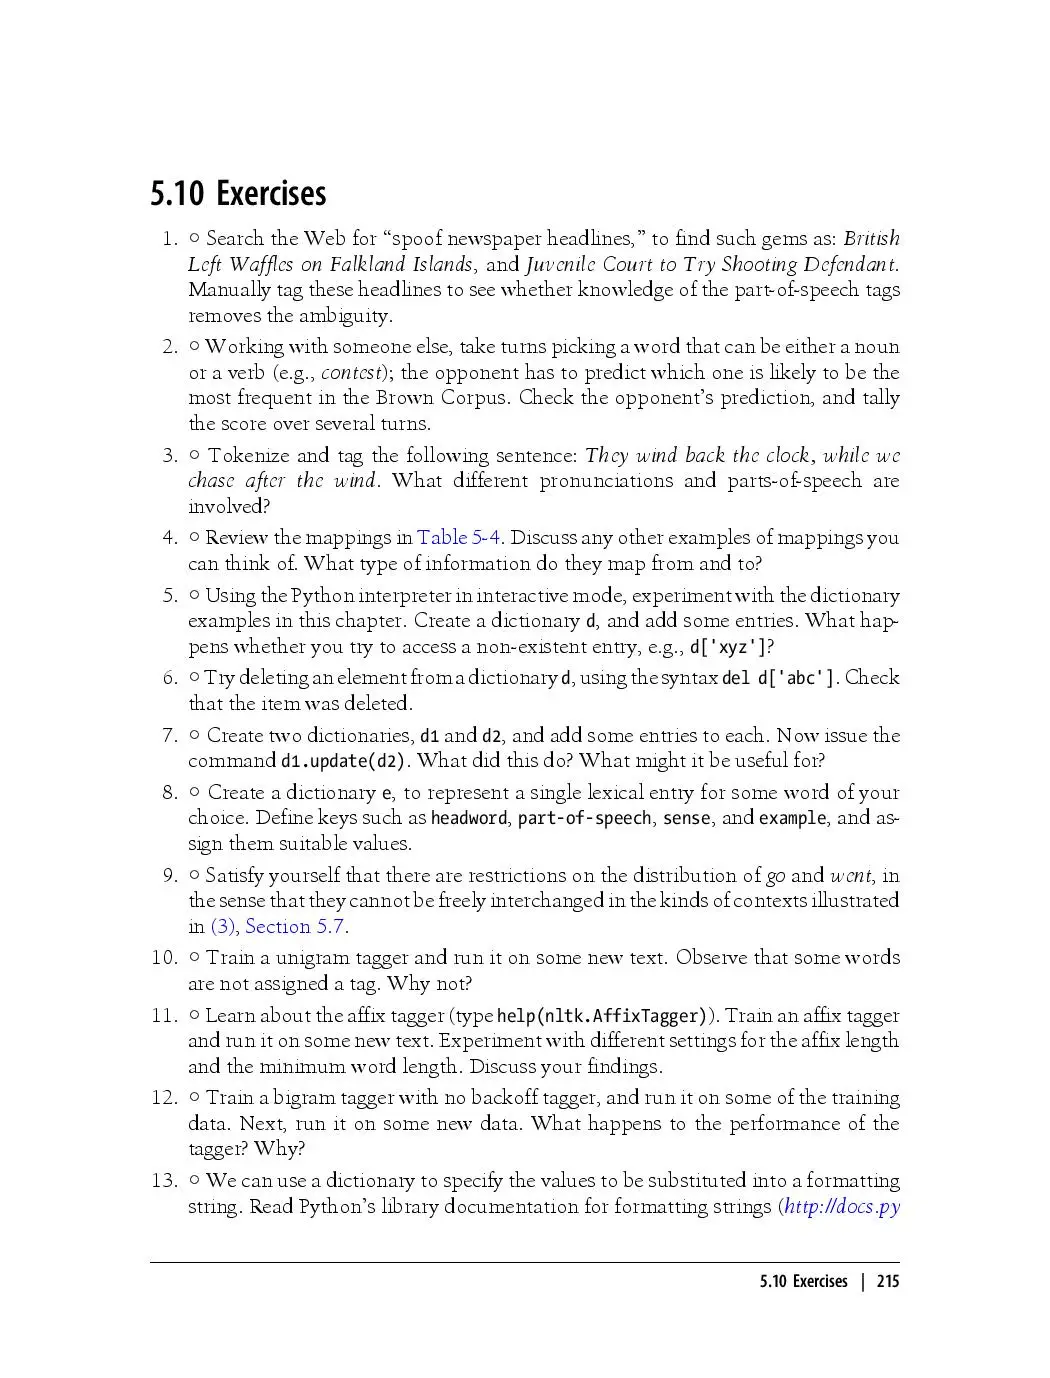 5.10 Exercises
1. ○ Search the Web for “spoof newspaper headlines,” to find such gems as: British
Left Waffles on Falkland Islands, and Juvenile Court to Try Shooting Defendant.
Manually tag these headlines to see whether knowledge of the part-of-speech tags
removes the ambiguity.
2. ○ Working with someone else, take turns picking a word that can be either a noun
or a verb (e.g., contest); the opponent has to predict which one is likely to be the
most frequent in the Brown Corpus. Check the opponent’s prediction, and tally
the score over several turns.
3. ○ Tokenize and tag the following sentence: They wind back the clock, while we
chase after the wind. What different pronunciations and parts-of-speech are
involved?
4. ○ Review the mappings in Table 5-4. Discuss any other examples of mappings you
can think of. What type of information do they map from and to?
5. ○ Using the Python interpreter in interactive mode, experiment with the dictionary
examples in this chapter. Create a dictionary d, and add some entries. What hap-
pens whether you try to access a non-existent entry, e.g., d['xyz']?
6. ○ Try deleting an element from a dictionary d, using the syntax del d['abc']. Check
that the item was deleted.
7. ○ Create two dictionaries, d1 and d2, and add some entries to each. Now issue the
command d1.update(d2). What did this do? What might it be useful for?
8. ○ Create a dictionary e, to represent a single lexical entry for some word of your
choice. Define keys such as headword, part-of-speech, sense, and example, and as-
sign them suitable values.
9. ○ Satisfy yourself that there are restrictions on the distribution of go and went, in
the sense that they cannot be freely interchanged in the kinds of contexts illustrated
in (3), Section 5.7.
10. ○ Train a unigram tagger and run it on some new text. Observe that some words
are not assigned a tag. Why not?
11. ○ Learn about the affix tagger (type help(nltk.AffixTagger)). Train an affix tagger
and run it on some new text. Experiment with different settings for the affix length
and the minimum word length. Discuss your findings.
12. ○ Train a bigram tagger with no backoff tagger, and run it on some of the training
data. Next, run it on some new data. What happens to the performance of the
tagger? Why?
13. ○ We can use a dictionary to specify the values to be substituted into a formatting
string. Read Python’s library documentation for formatting strings (http://docs.py
5.10 Exercises | 215